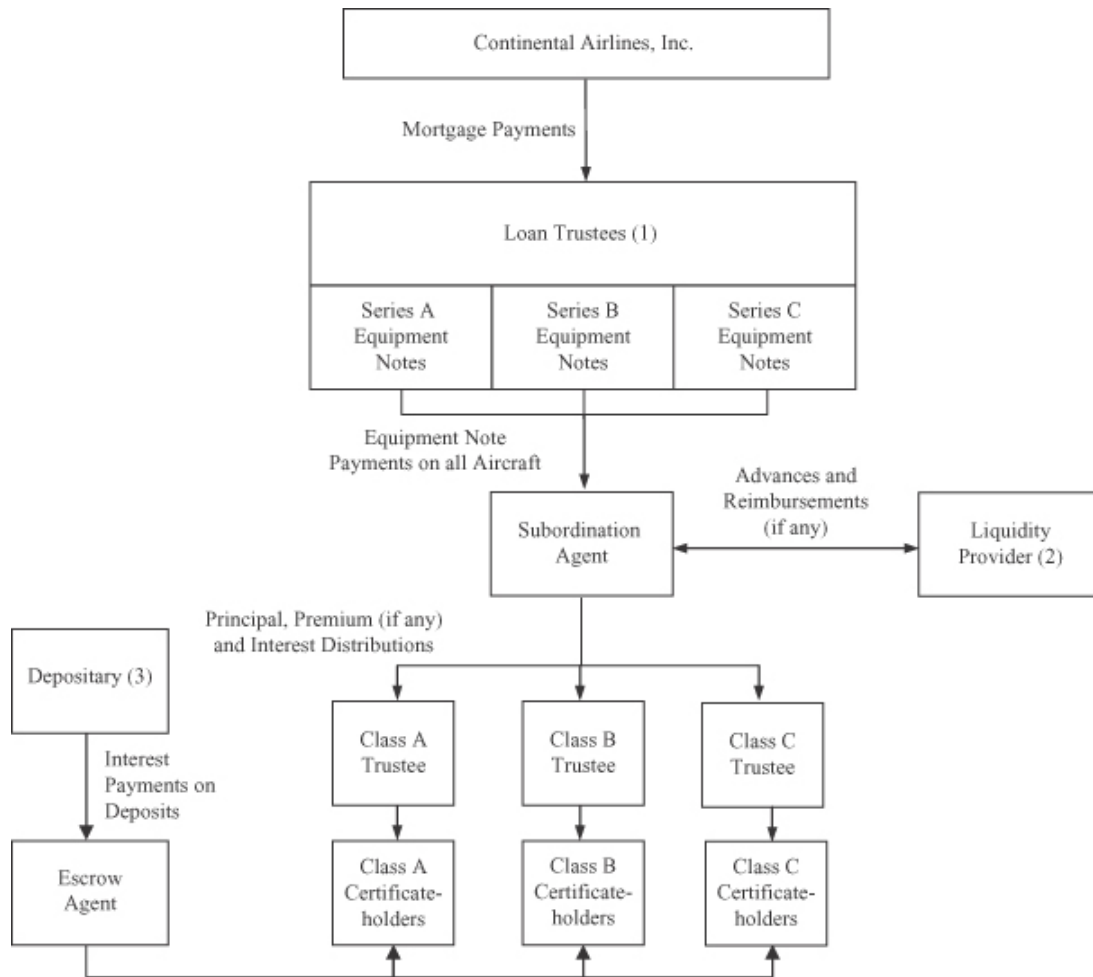 Continental Airlines, Inc.
Mortgage Payments
Loan Trustees (1)
Series A
Equipment
Notes
Series B
Equipment
Notes
Series C
Equipment
Notes
Equipment Note
Payments on all Aircraft
Advances and
Reimbursements
(if any)
Subordination
Agent
Liquidity
Provider (2)
Principal, Premium (if any)
and Interest Distributions
Depositary (3)
Interest
Payments on
Deposits
Class A
Trustee
Class B
Trustee
Class C
Trustee
Escrow
Agent
Class A
Certificate-
holders
Class B
Certificate-
holders
Class C
Certificate-
holders